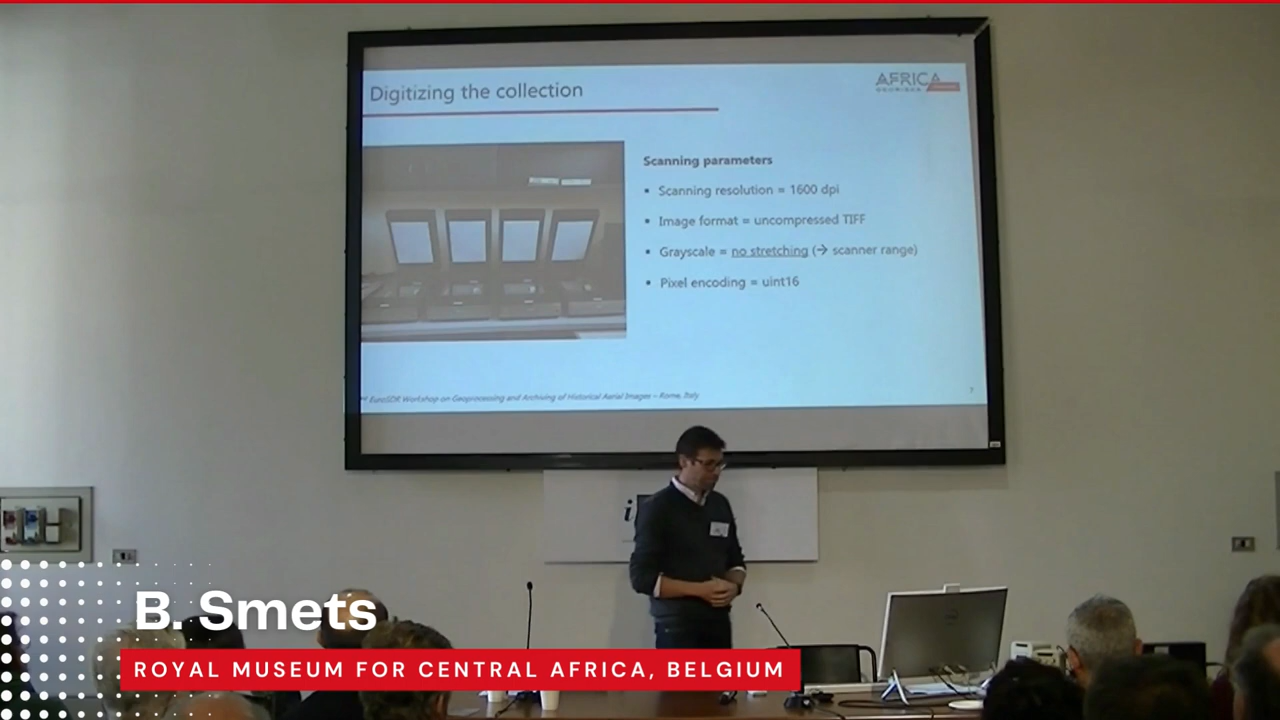 Digitizing the collection
AFRICA
Scanning parameters
▪ Scanning resolution = 1600 dpi
▪ Image format = uncompressed TIFF
▪ Grayscale = no stretching (→ scanner range)
▪ Pixel encoding = uint16
EuroSDR Workshop on Geoprocessing and Archiving of Historical Aerial Images – Rome, Italy
7
B. Smets
ROYAL MUSEUM FOR CENTRAL AFRICA, BELGIUM